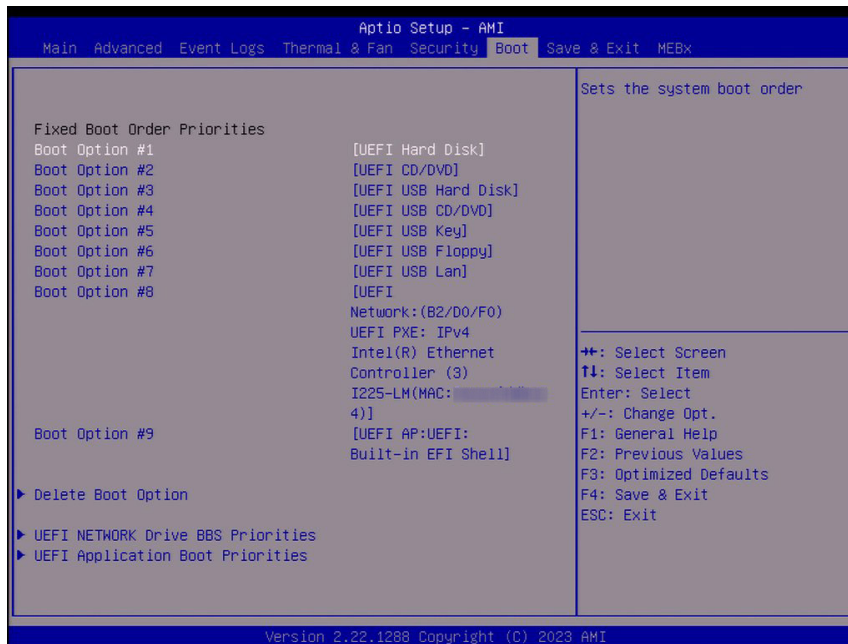 Aptio Setup – AMI
Main Advanced Event Logs Thermal & Fan Security Boot Save & Exit MEBx
Sets the system boot order
Fixed Boot Order Priorities
Boot Option #1 [UEFI Hard Disk]
Boot Option #2 [UEFI CD/DVD]
Boot Option #3 [UEFI USB Hard Disk]
Boot Option #4 [UEFI USB CD/DVD]
Boot Option #5 [UEFI USB Key]
Boot Option #6 [UEFI USB Floppy]
Boot Option #7 [UEFI USB Lan]
Boot Option #8 [UEFI
Network:(B2/D0/F0)
UEFI PXE: IPv4
Intel(R) Ethernet
Controller (3)
I225-LM(MAC:
4)]
Boot Option #9 [UEFI AP:UEFI:
Built-in EFI Shell]
Delete Boot Option
UEFI NETWORK Drive BBS Priorities
UEFI Application Boot Priorities
→←: Select Screen
↑↓: Select Item
Enter: Select
+/-: Change Opt.
F1: General Help
F2: Previous Values
F3: Optimized Defaults
F4: Save & Exit
ESC: Exit
Version 2.22.1288 Copyright (C) 2023 AMI